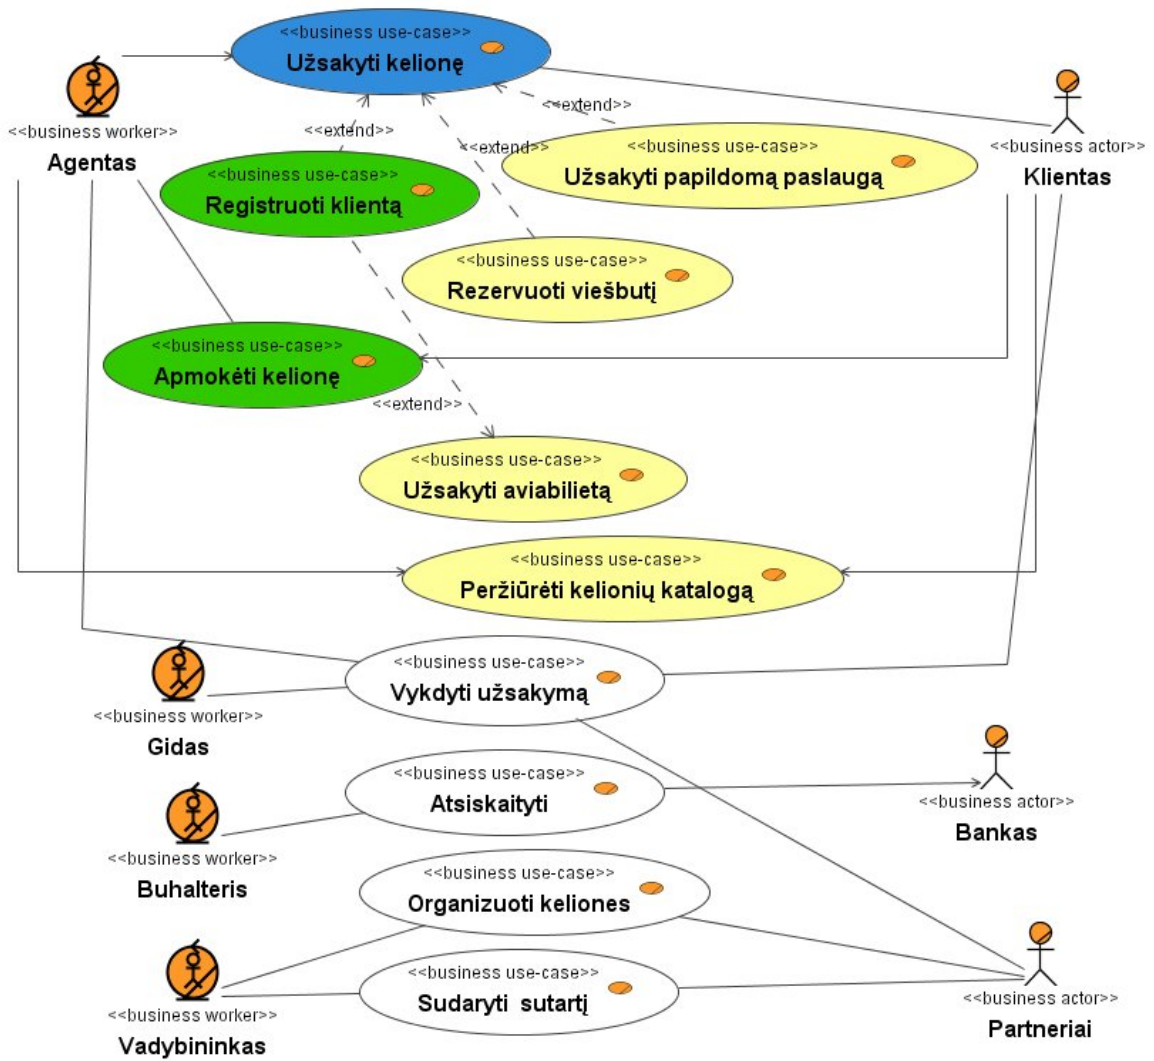 <<business use-case>>
Užsakyti kelionę
<<business worker>>
Agentas
<<extend>>
<<extend>>
<<extend>>
<<business use-case>>
Užsakyti papildomą paslaugą
<<business actor>>
Klientas
<<business use-case>>
Registruoti klientą
<<business use-case>>
Rezervuoti viešbutį
<<business use-case>>
Apmokėti kelionę
<<extend>>
<<business use-case>>
Užsakyti aviabilietą
<<business use-case>>
Peržiūrėti kelionių katalogą
<<business use-case>>
Vykdyti užsakymą
<<business worker>>
Gidas
<<business use-case>>
Atsiskaityti
<<business actor>>
Bankas
<<business worker>>
Buhalteris
<<business use-case>>
Organizuoti keliones
<<business use-case>>
Sudaryti sutartį
<<business actor>>
Partneriai
<<business worker>>
Vadybininkas